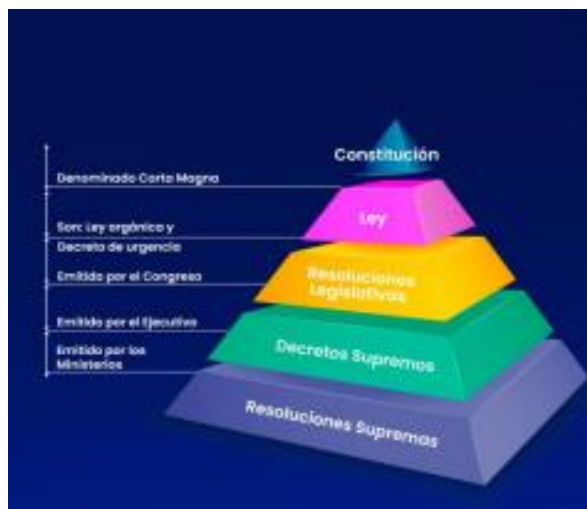 Constitución
Denominado Carta Magna
Ley
Son: Ley orgánica y
Decreto de urgencia
Resoluciones
Legislativas
Emitido por el Congreso
Emitido por el Ejecutivo
Decretos Supremos
Emitido por los
Ministerios
Resoluciones Supremas